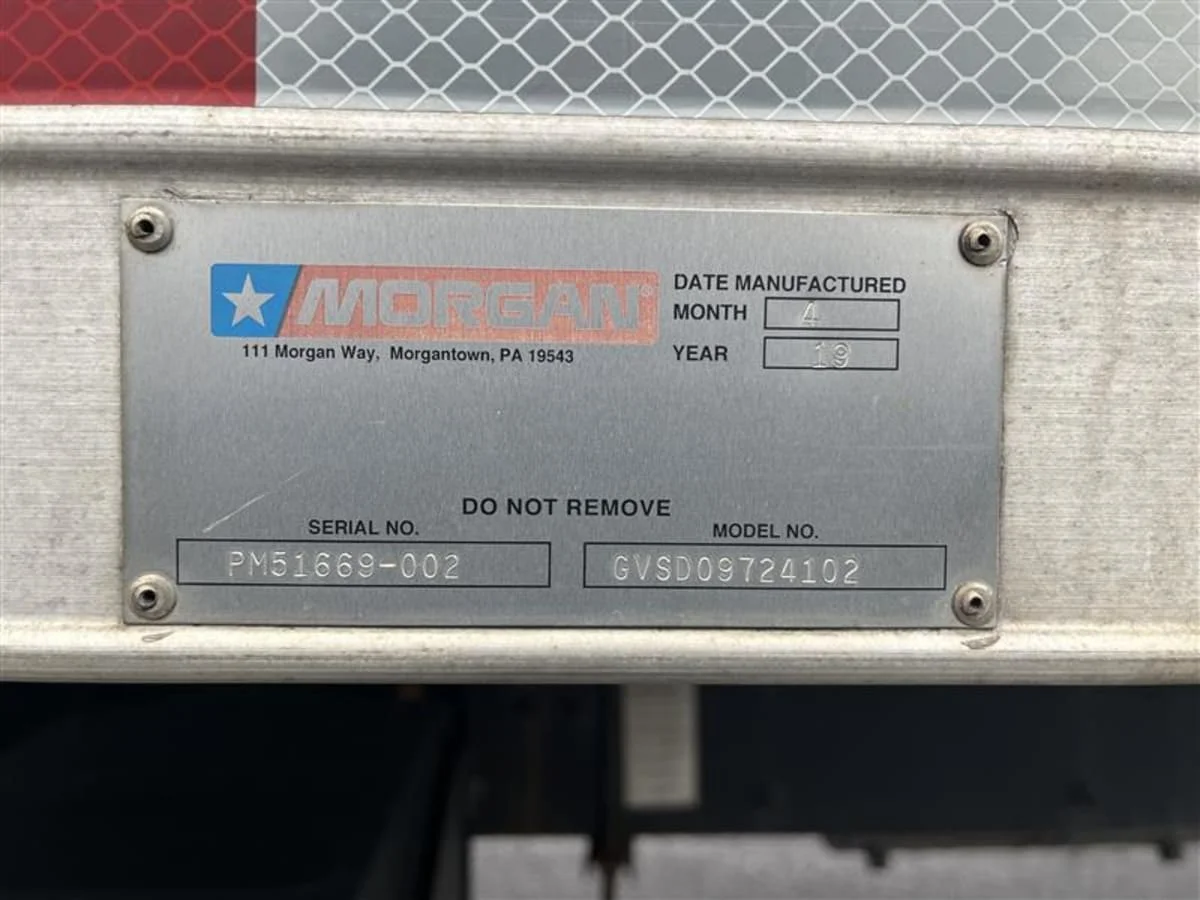 MORGAN®
111 Morgan Way, Morgantown, PA 19543
DATE MANUFACTURED
MONTH 4
YEAR 19
DO NOT REMOVE
SERIAL NO.
PM51669-002
MODEL NO.
GVSD09724102